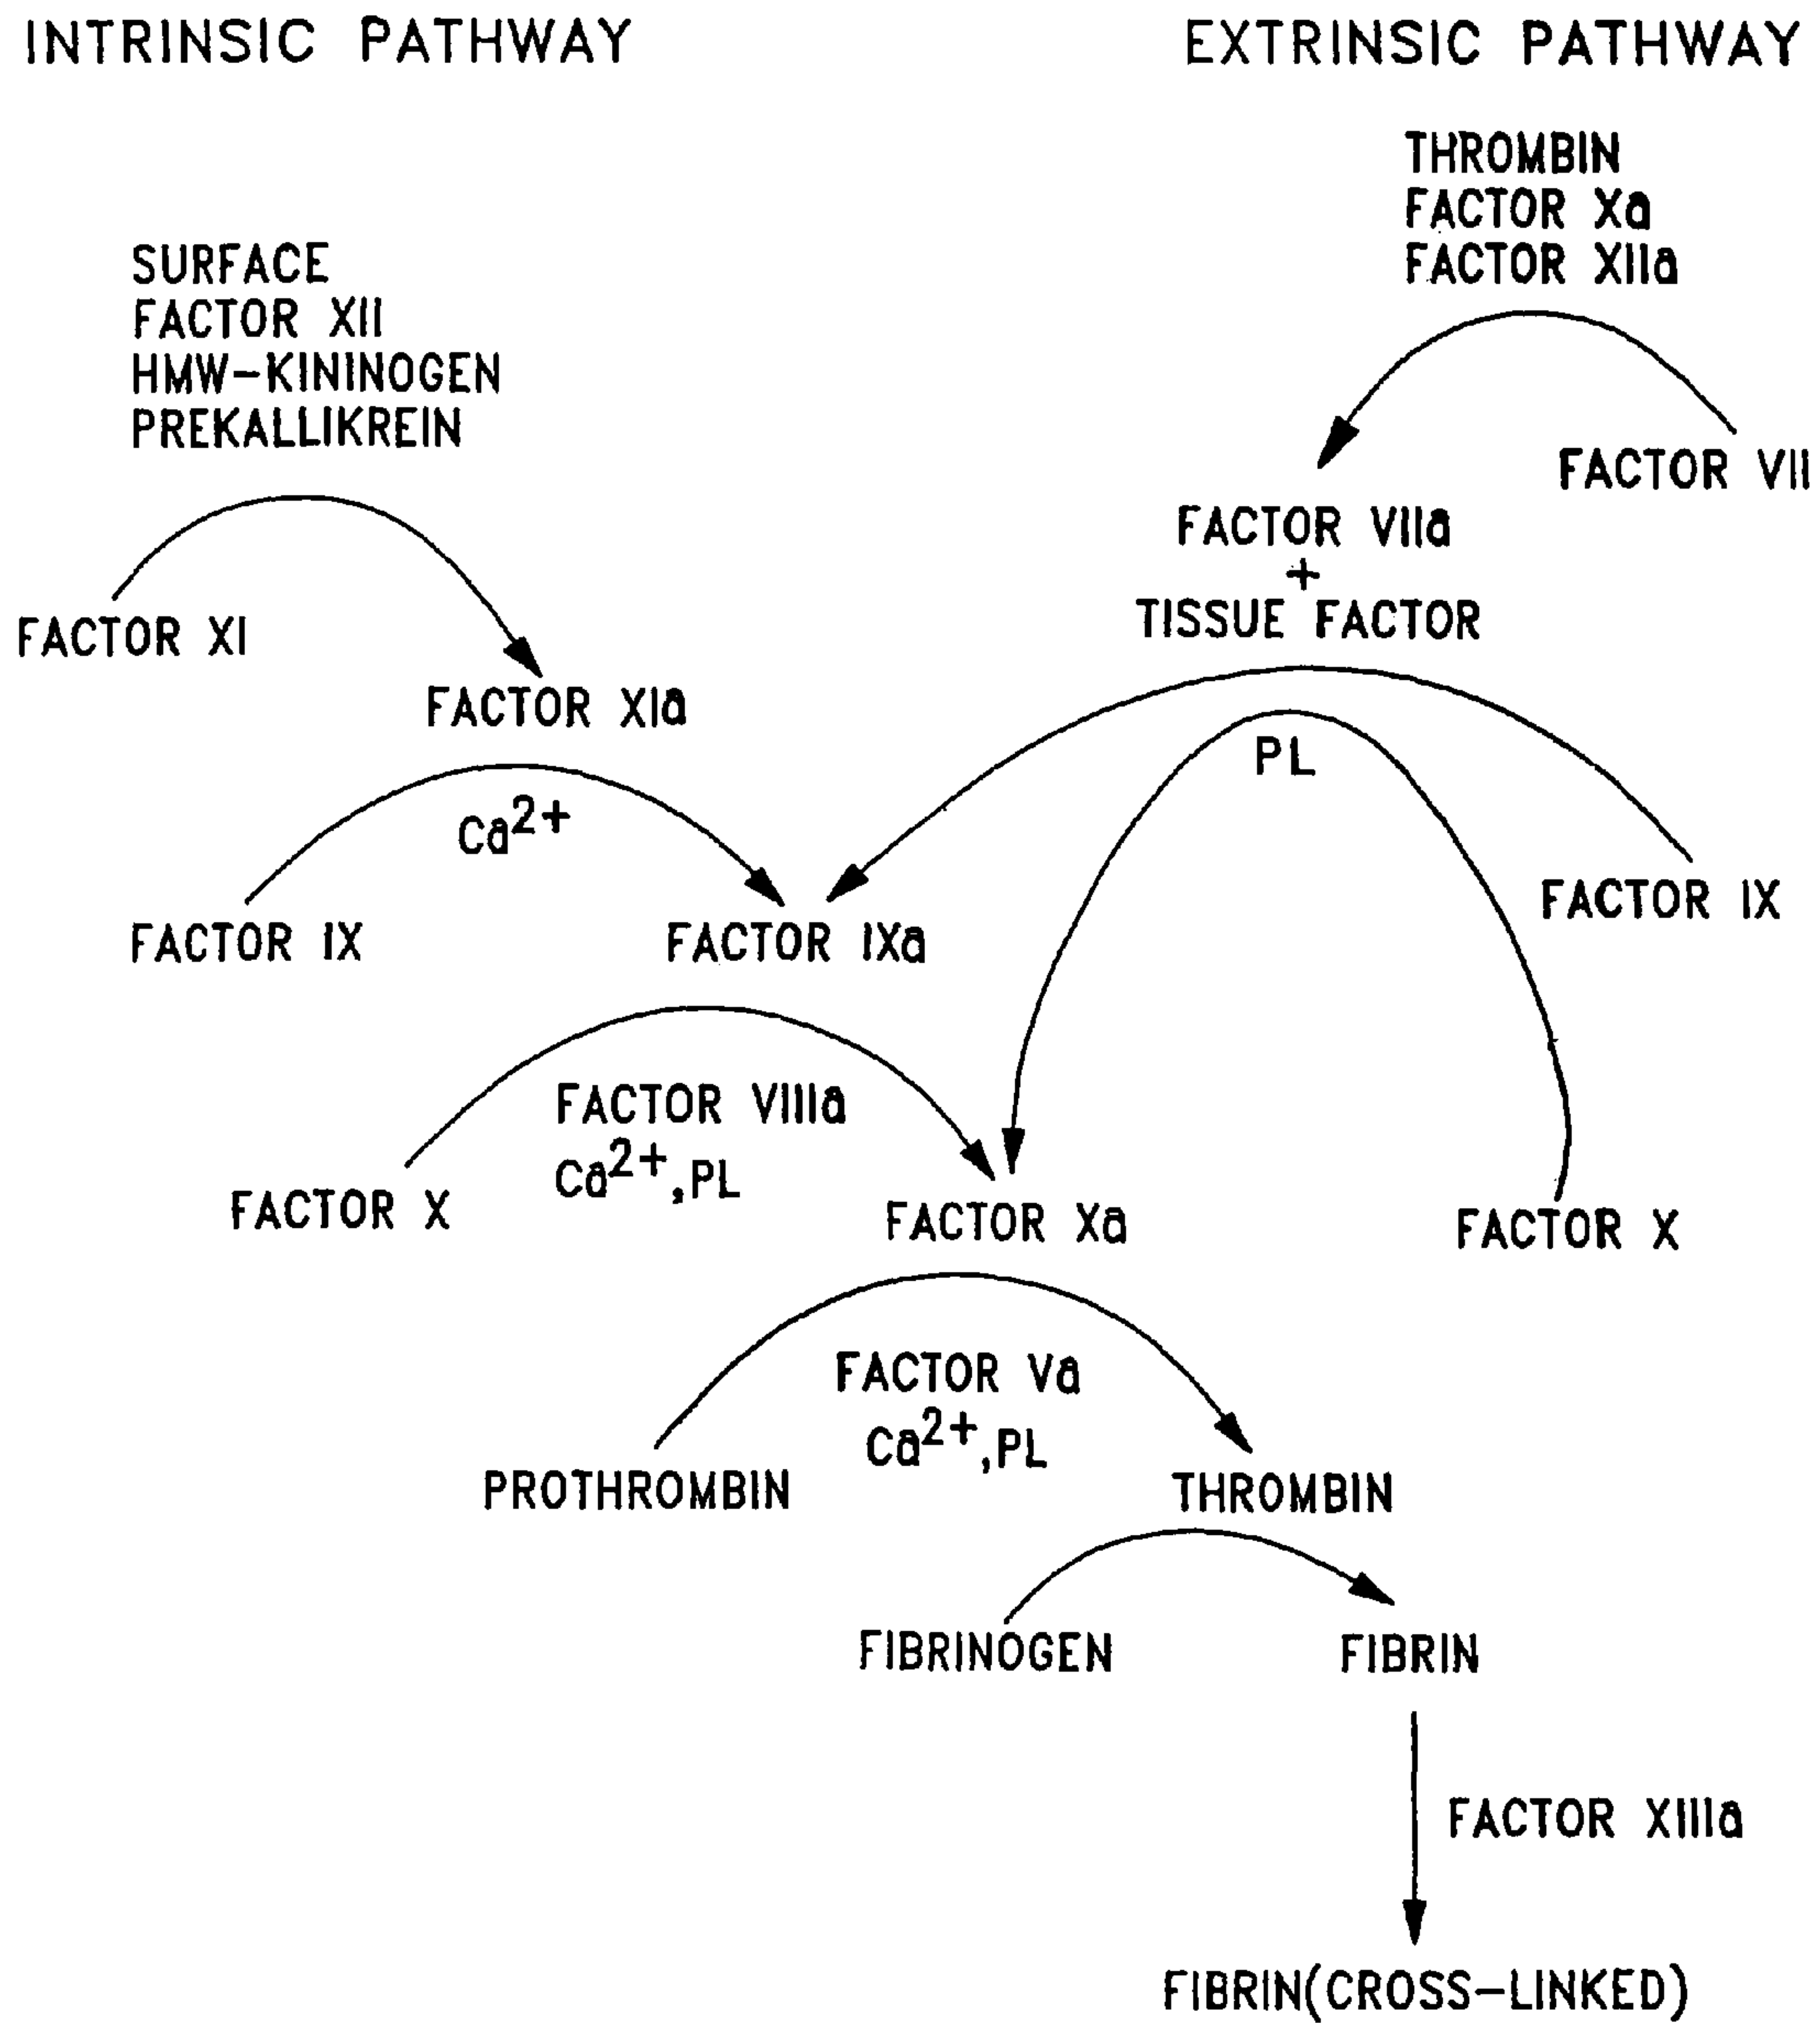 INTRINSIC PATHWAY
EXTRINSIC PATHWAY
THROMBIN
FACTOR Xa
FACTOR XIIa
SURFACE
FACTOR XII
HMW-KININOGEN
PREKALLIKREIN
FACTOR VII
FACTOR VIIa
+
TISSUE FACTOR
FACTOR XI
FACTOR XIa
PL
Ca2+
FACTOR IX
FACTOR IX
FACTOR IXa
FACTOR VIIIa
Ca2+,PL
FACTOR X
FACTOR Xa
FACTOR X
FACTOR Va
Ca2+,PL
PROTHROMBIN
THROMBIN
FIBRINOGEN
FIBRIN
FACTOR XIIIa
FIBRIN(CROSS-LINKED)